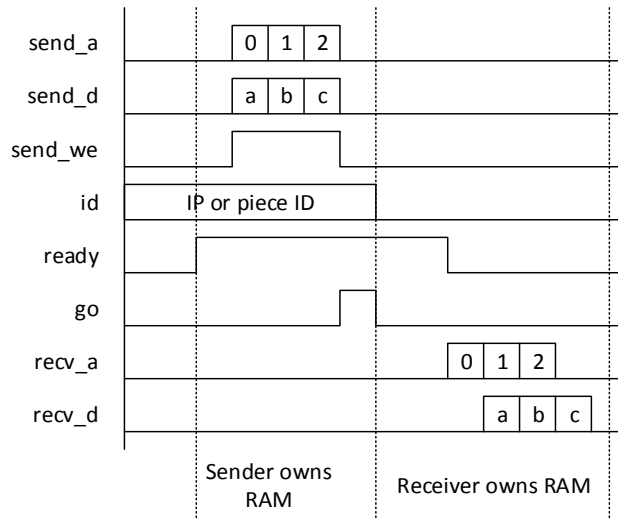 send_a 0 1 2
send_d a b c
send_we
id IP or piece ID
ready
go
recv_a 0 1 2
recv_d a b c
Sender owns
RAM
Receiver owns RAM